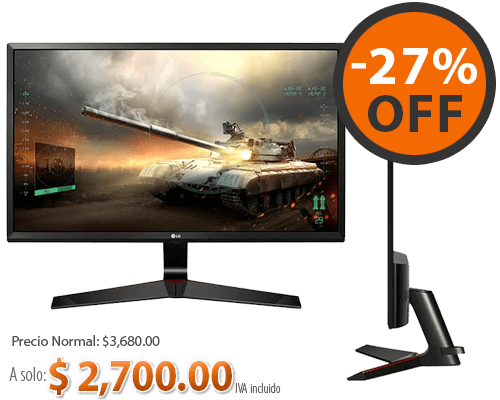 -27%
OFF
LG
Precio Normal: $3,680.00
A solo: $ 2,700.00 IVA incluido